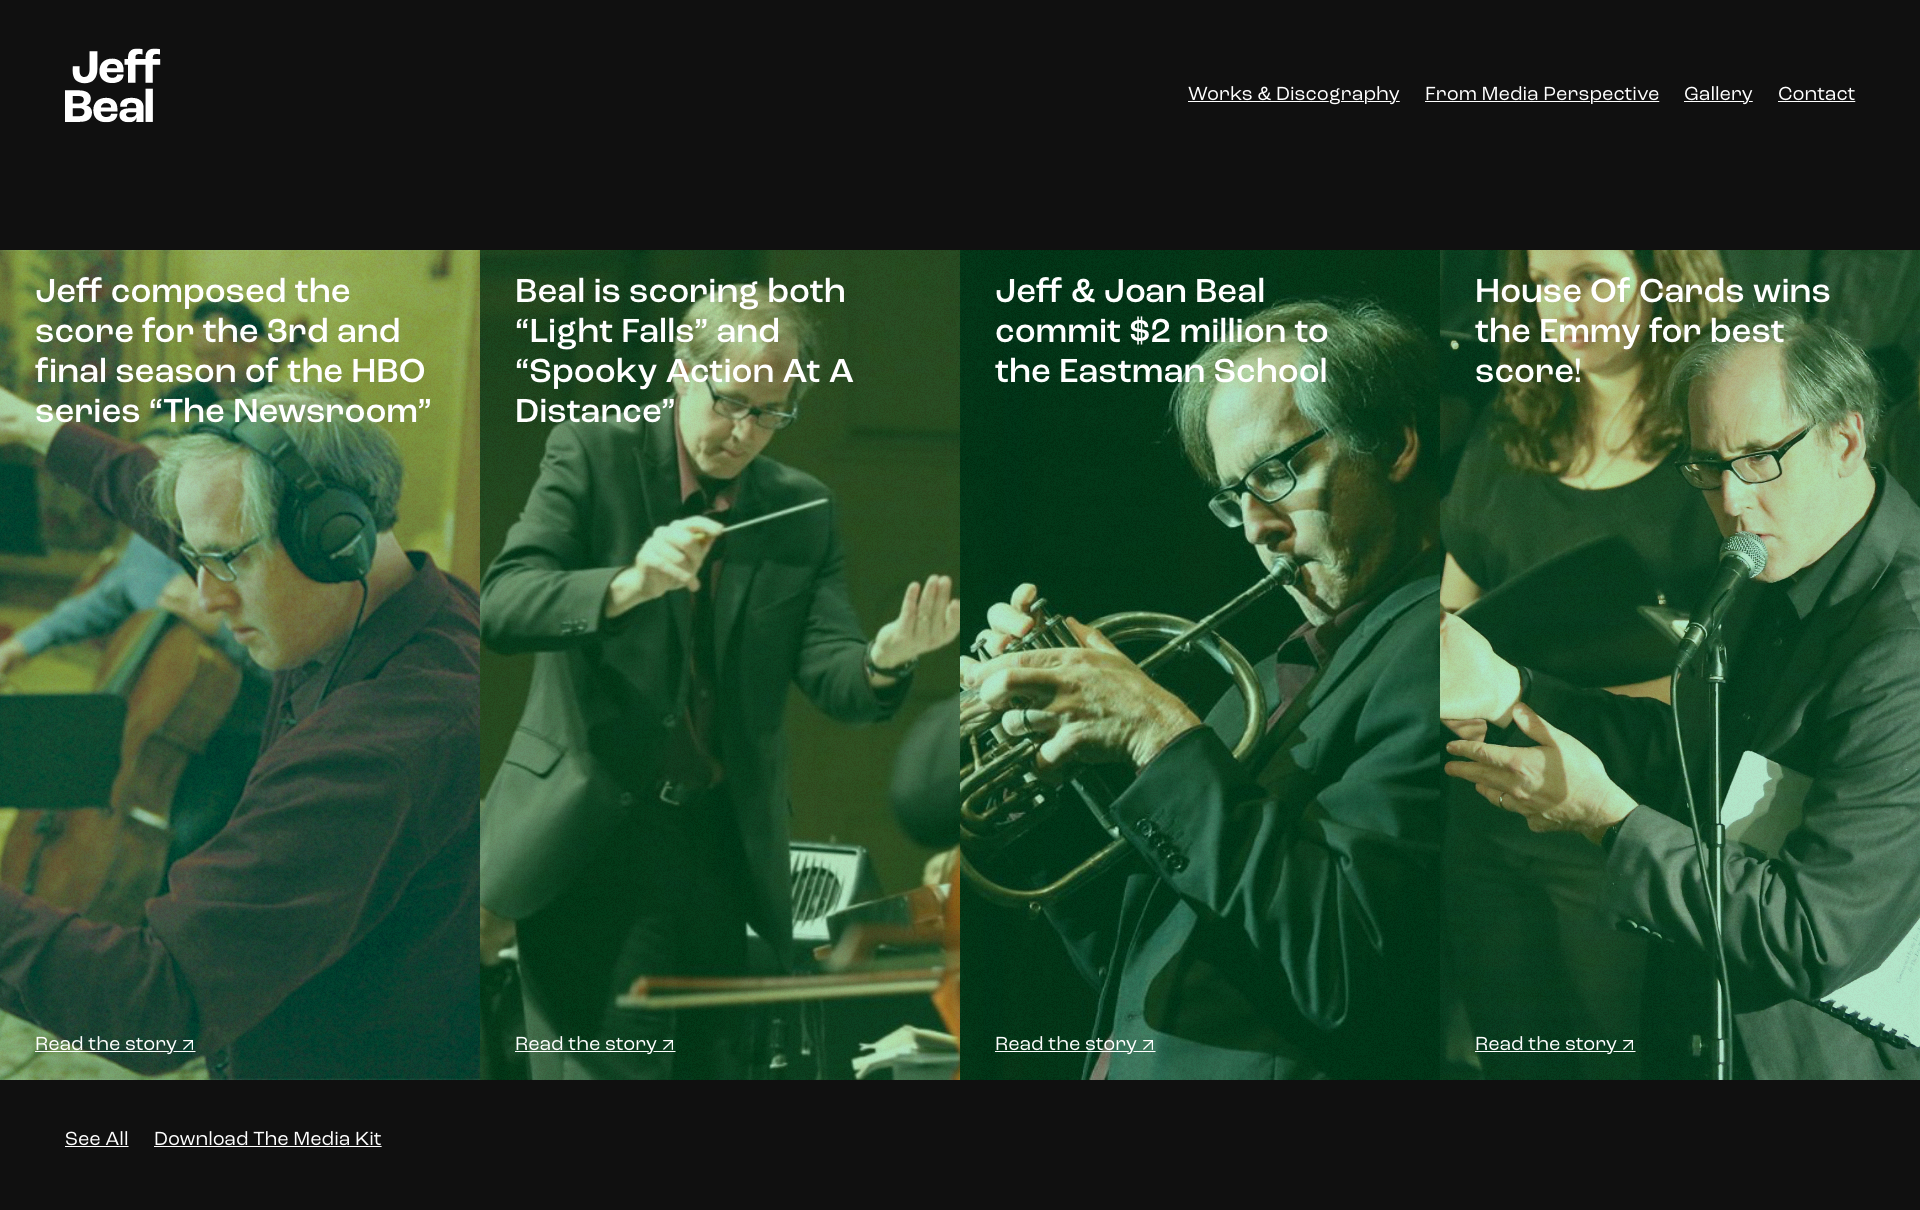 Jeff
Beal
Works & Discography
From Media Perspective
Gallery
Contact
Jeff composed the
score for the 3rd and
final season of the HBO
series “The Newsroom”
Read the story ↗
Beal is scoring both
“Light Falls” and
“Spooky Action At A
Distance”
Read the story ↗
Jeff & Joan Beal
commit $2 million to
the Eastman School
Read the story ↗
House Of Cards wins
the Emmy for best
score!
Read the story ↗
See All
Download The Media Kit